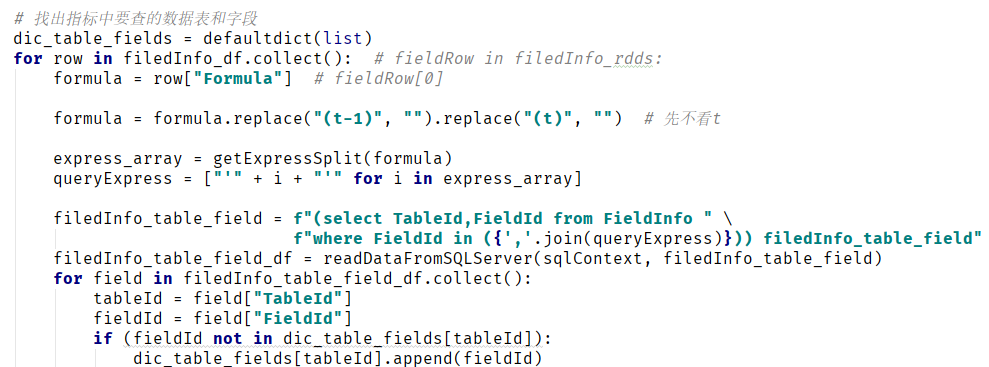 # 找出指标中要查的数据表和字段
dic_table_fields = defaultdict(list)
for row in filedInfo_df.collect():  # fieldRow in filedInfo_rdds:
    formula = row["Formula"]  # fieldRow[0]
    formula = formula.replace("(t-1)", "").replace("(t)", "")  # 先不看t
    express_array = getExpressSplit(formula)
    queryExpress = ["'" + i + "'" for i in express_array]
    filedInfo_table_field = f"(select TableId,FieldId from FieldInfo " \
                            f"where FieldId in ({','.join(queryExpress)})) filedInfo_table_field"
    filedInfo_table_field_df = readDataFromSQLServer(sqlContext, filedInfo_table_field)
    for field in filedInfo_table_field_df.collect():
        tableId = field["TableId"]
        fieldId = field["FieldId"]
        if (fieldId not in dic_table_fields[tableId]):
            dic_table_fields[tableId].append(fieldId)